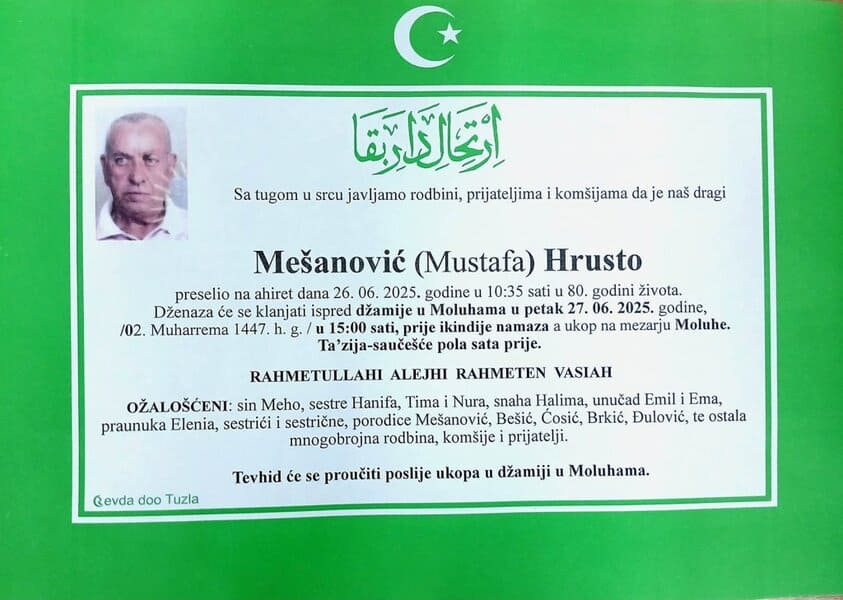 اِرْتِحَالِ دَارِ بَقَا
Sa tugom u srcu javljamo rodbini, prijateljima i komšijama da je naš dragi
Mešanović (Mustafa) Hrusto
preselio na ahiret dana 26. 06. 2025. godine u 10:35 sati u 80. godini života.
Dženaza će se klanjati ispred džamije u Moluhama u petak 27. 06. 2025. godine,
/02. Muharrema 1447. h. g. / u 15:00 sati, prije ikindije namaza a ukop na mezarju Moluhe.
Ta’zija-saučešće pola sata prije.
RAHMETULLAHI ALEJHI RAHMETEN VASIAH
OŽALOŠĆENI: sin Meho, sestre Hanifa, Tima i Nura, snaha Halima, unučad Emil i Ema,
praunuka Elenia, sestrići i sestrične, porodice Mešanović, Bešić, Ćosić, Brkić, Đulović, te ostala
mnogobrojna rodbina, komšije i prijatelji.
Tevhid će se proučiti poslije ukopa u džamiji u Moluhama.
Sevda doo Tuzla